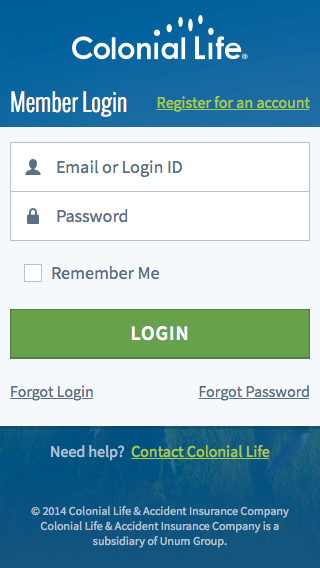 Colonial Life®
Member Login
Register for an account
Email or Login ID
Password
Remember Me
LOGIN
Forgot Login
Forgot Password
Need help? Contact Colonial Life
© 2014 Colonial Life & Accident Insurance Company
Colonial Life & Accident Insurance Company is a
subsidiary of Unum Group.